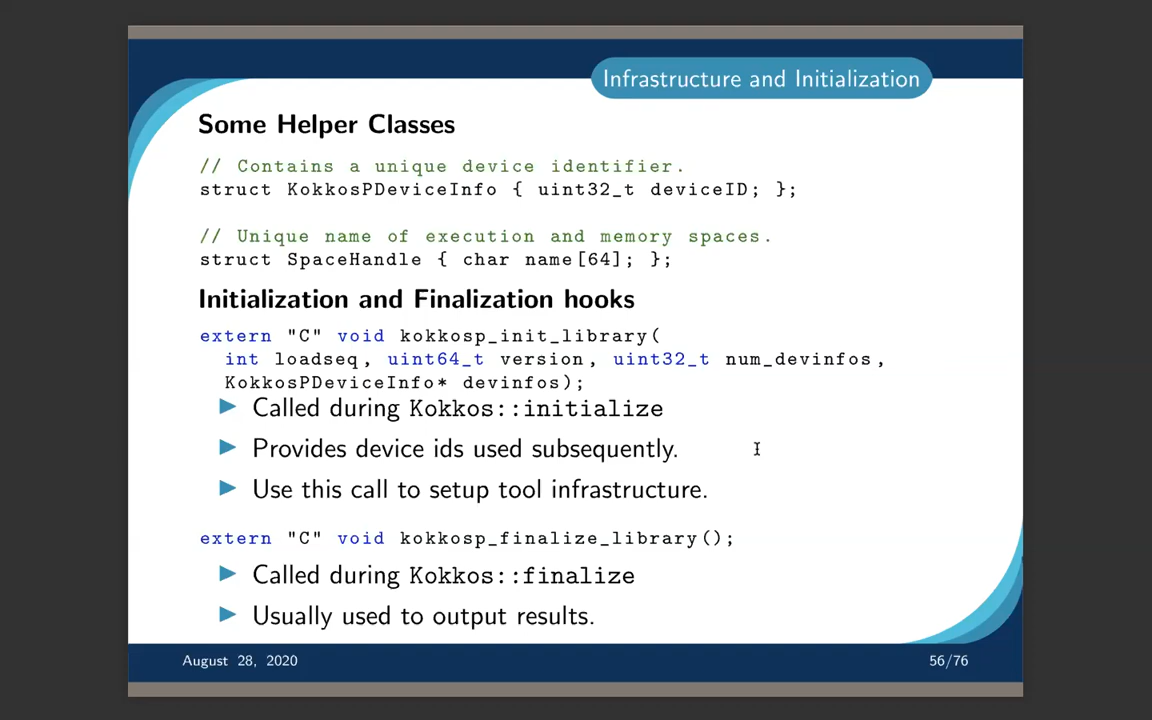 Infrastructure and Initialization
Some Helper Classes
// Contains a unique device identifier.
struct KokkosPDeviceInfo { uint32_t deviceID; };
// Unique name of execution and memory spaces.
struct SpaceHandle { char name[64]; };
Initialization and Finalization hooks
extern "C" void kokkosp_init_library(
int loadseq, uint64_t version, uint32_t num_devinfos,
KokkosPDeviceInfo* devinfos);
▶ Called during Kokkos::initialize
▶ Provides device ids used subsequently.
▶ Use this call to setup tool infrastructure.
extern "C" void kokkosp_finalize_library();
▶ Called during Kokkos::finalize
▶ Usually used to output results.
August 28, 2020
56/76